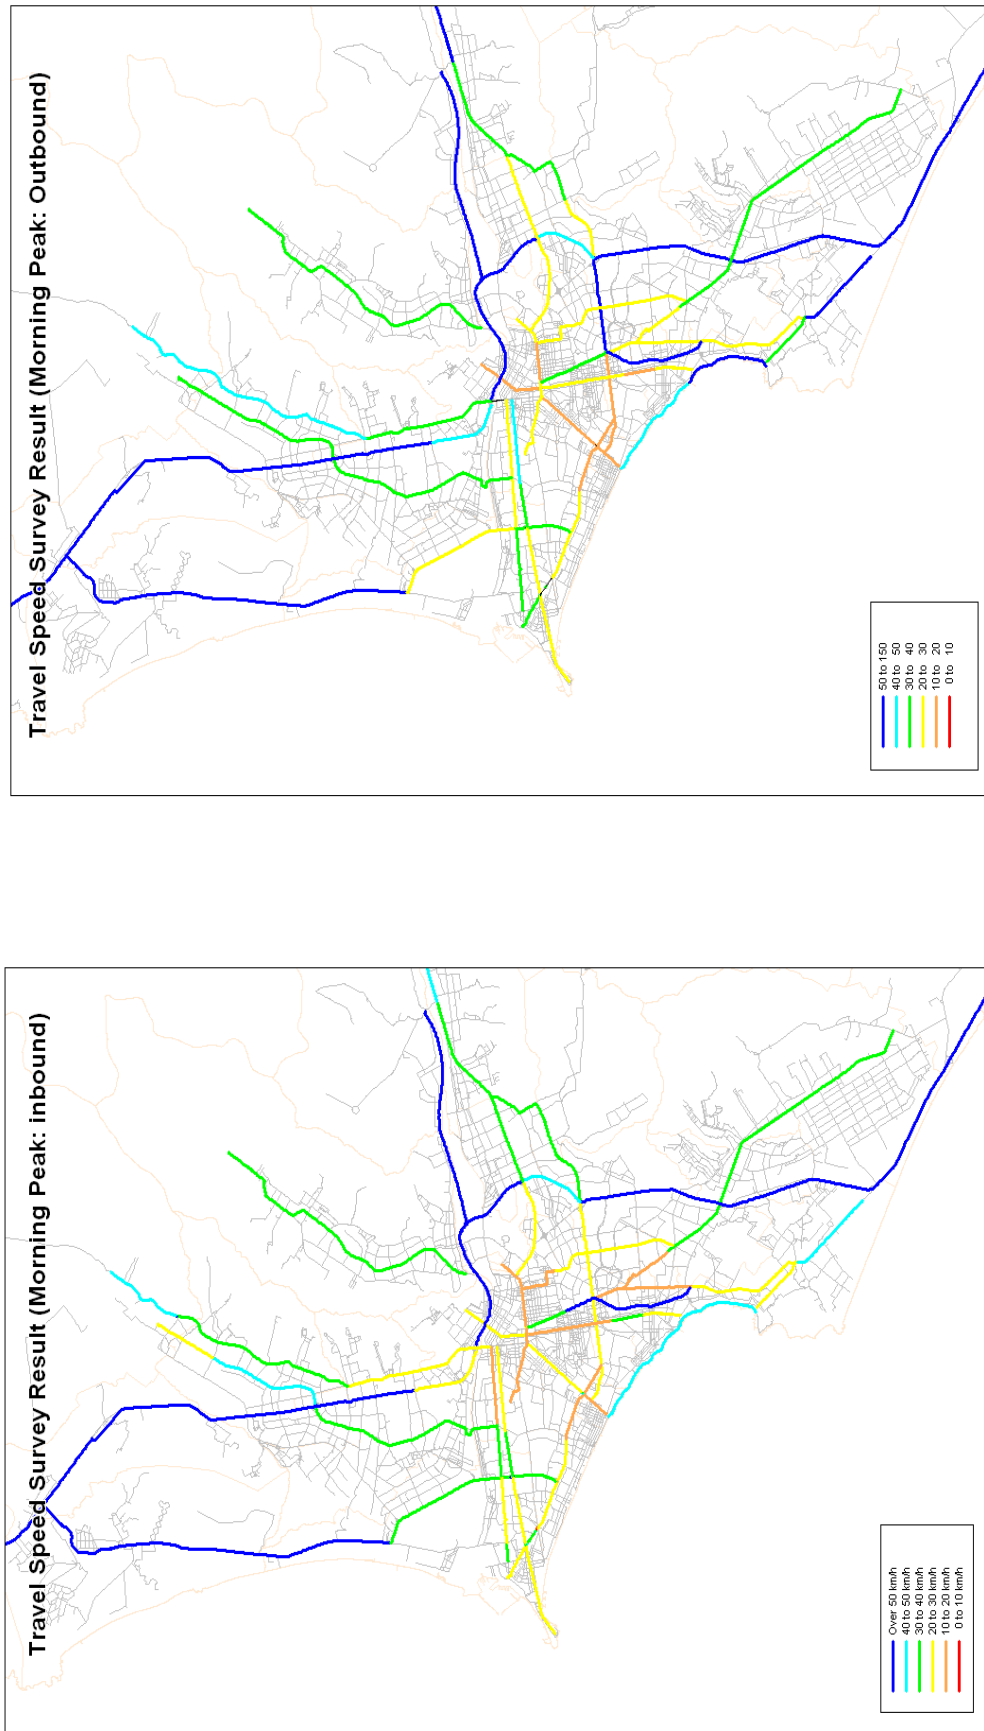 Travel Speed Survey Result (Morning Peak: inbound)
Over 50 km/h
40 to 50 km/h
30 to 40 km/h
20 to 30 km/h
10 to 20 km/h
0 to 10 km/h
Travel Speed Survey Result (Morning Peak: Outbound)
50 to 150
40 to 50
30 to 40
20 to 30
10 to 20
0 to 10